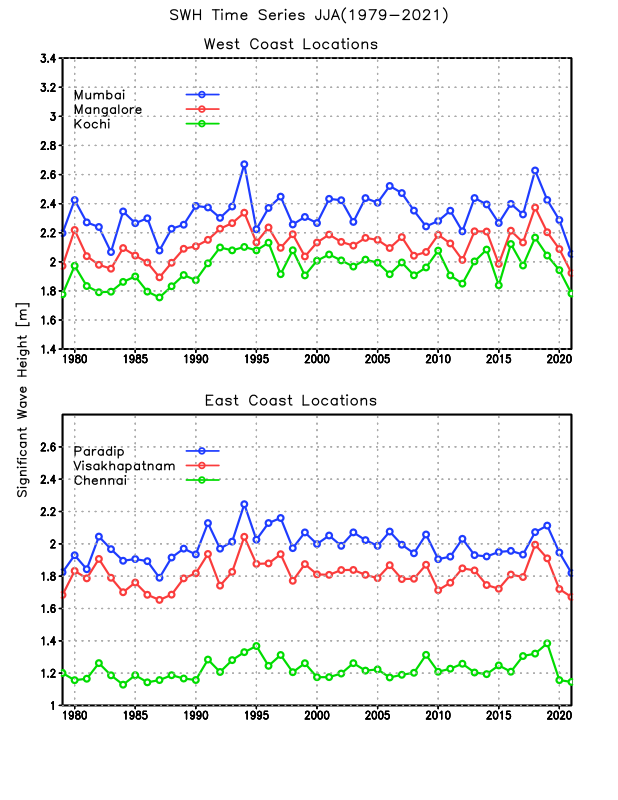 SWH Time Series JJA(1979-2021)
West Coast Locations
3.4
3.2
3
2.8
2.6
2.4
2.2
2
1.8
1.6
1.4
Mumbai
Mangalore
Kochi
1980 1985 1990 1995 2000 2005 2010 2015 2020
Significant Wave Height [m]
East Coast Locations
2.6
2.4
2.2
2
1.8
1.6
1.4
1.2
1
Paradip
Visakhapatnam
Chennai
1980 1985 1990 1995 2000 2005 2010 2015 2020